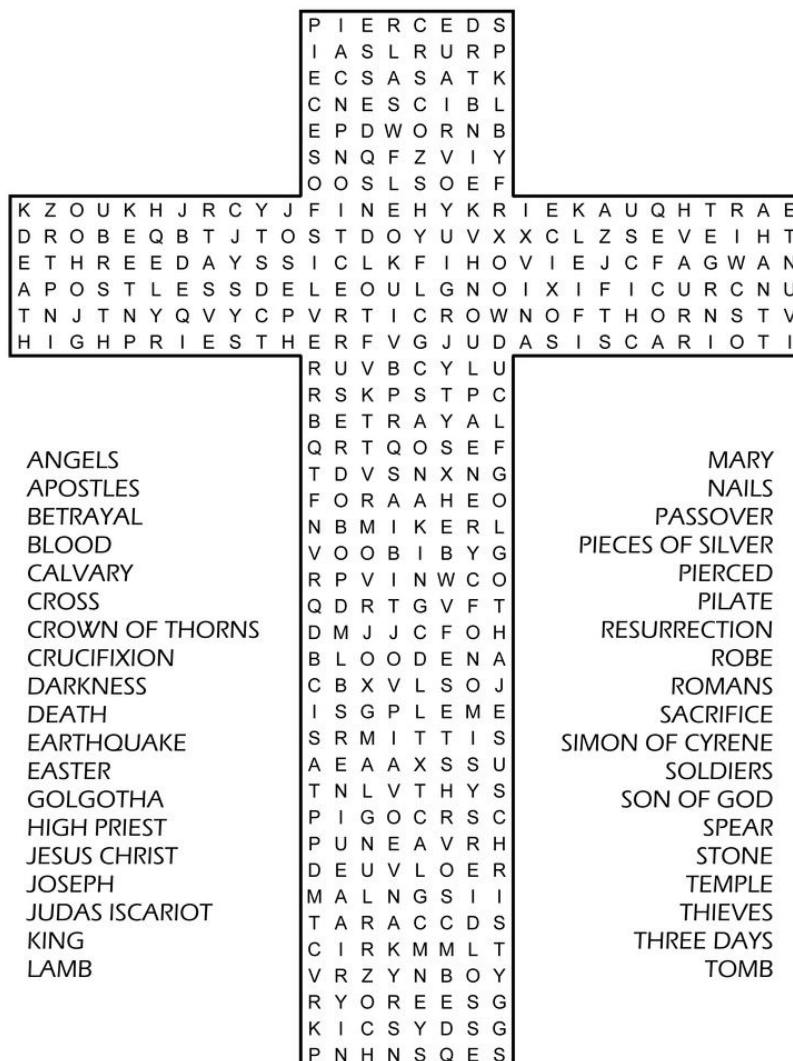 P I E R C E D S
I A S L R U R P
E C S A S A T K
C N E S C I B L
E P D W O R N B
S N Q F Z V I Y
O O S L S O E F
K Z O U K H J R C Y J F I N E H Y K R I E K A U Q H T R A E
D R O B E Q B T J T O S T D O Y U V X X C L Z S E V E I H T
E T H R E E D A Y S S I C L K F I H O V I E J C F A G W A N
A P O S T L E S S D E L E O U L G N O I X I F I C U R C N U
T N J T N Y Q V Y C P V R T I C R O W N O F T H O R N S T V
H I G H P R I E S T H E R F V G J U D A S I S C A R I O T I
R U V B C Y L U
R S K P S T P C
B E T R A Y A L
Q R T Q O S E F
T D V S N X N G
F O R A A H E O
N B M I K E R L
V O O B I B Y G
R P V I N W C O
Q D R T G V F T
D M J J C F O H
B L O O D E N A
C B X V L S O J
I S G P L E M E
S R M I T T I S
A E A A X S S U
T N L V T H Y S
P I G O C R S C
P U N E A V R H
D E U V L O E R
M A L N G S I I
T A R A C C D S
C I R K M M L T
V R Z Y N B O Y
R Y O R E E S G
K I C S Y D S G
P N H N S Q E S
ANGELS
APOSTLES
BETRAYAL
BLOOD
CALVARY
CROSS
CROWN OF THORNS
CRUCIFIXION
DARKNESS
DEATH
EARTHQUAKE
EASTER
GOLGOTHA
HIGH PRIEST
JESUS CHRIST
JOSEPH
JUDAS ISCARIOT
KING
LAMB
MARY
NAILS
PASSOVER
PIECES OF SILVER
PIERCED
PILATE
RESURRECTION
ROBE
ROMANS
SACRIFICE
SIMON OF CYRENE
SOLDIERS
SON OF GOD
SPEAR
STONE
TEMPLE
THIEVES
THREE DAYS
TOMB